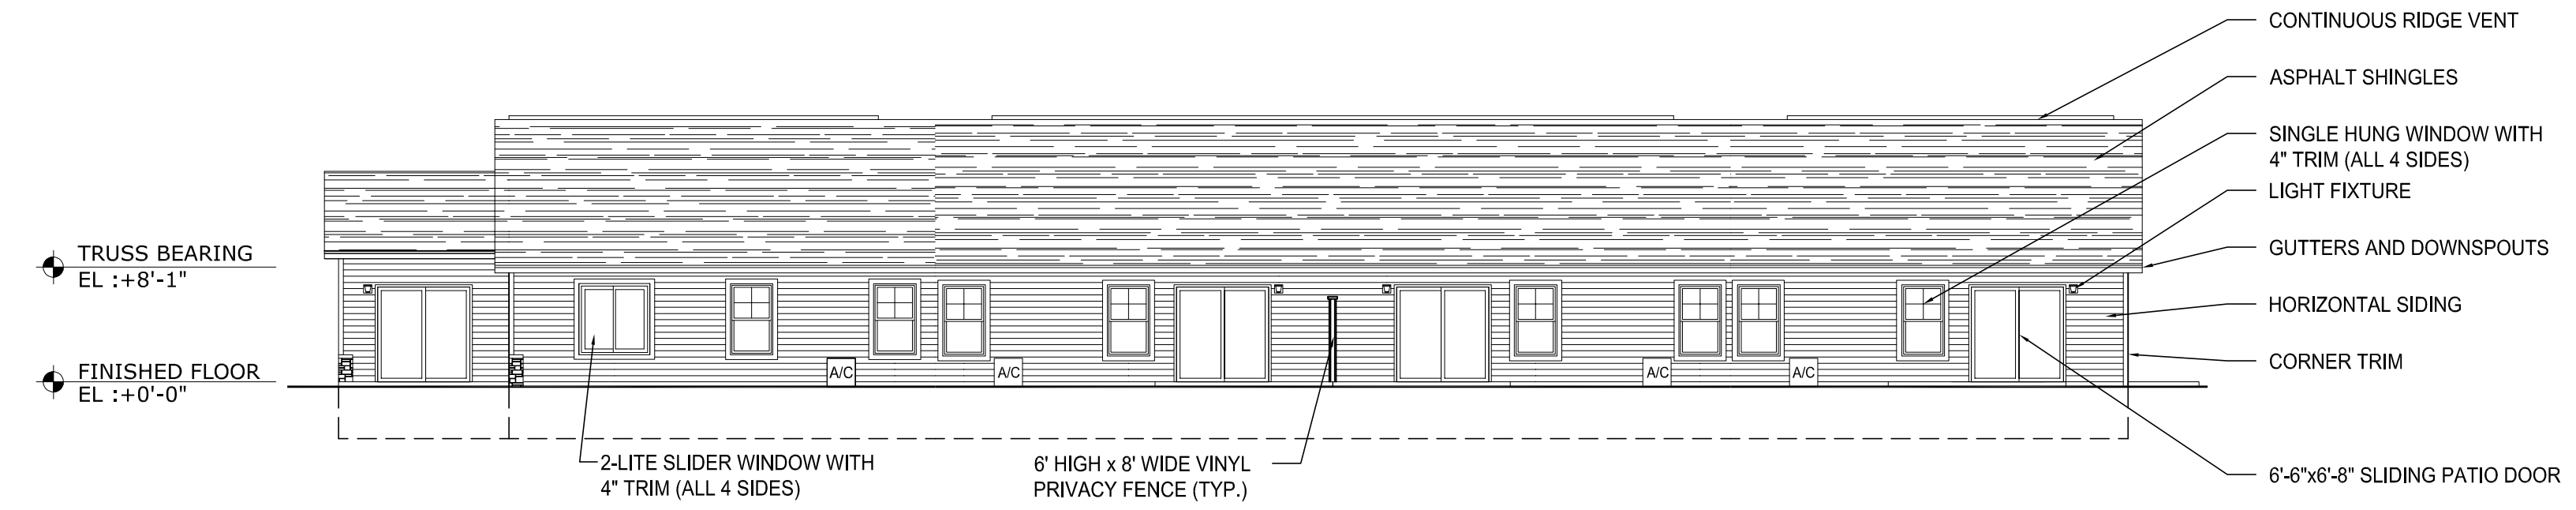 CONTINUOUS RIDGE VENT
ASPHALT SHINGLES
SINGLE HUNG WINDOW WITH
4" TRIM (ALL 4 SIDES)
LIGHT FIXTURE
GUTTERS AND DOWNSPOUTS
HORIZONTAL SIDING
CORNER TRIM
6'-6"x6'-8" SLIDING PATIO DOOR
TRUSS BEARING
EL :+8'-1"
FINISHED FLOOR
EL :+0'-0"
A/C
A/C
A/C
A/C
2-LITE SLIDER WINDOW WITH
4" TRIM (ALL 4 SIDES)
6' HIGH x 8' WIDE VINYL
PRIVACY FENCE (TYP.)